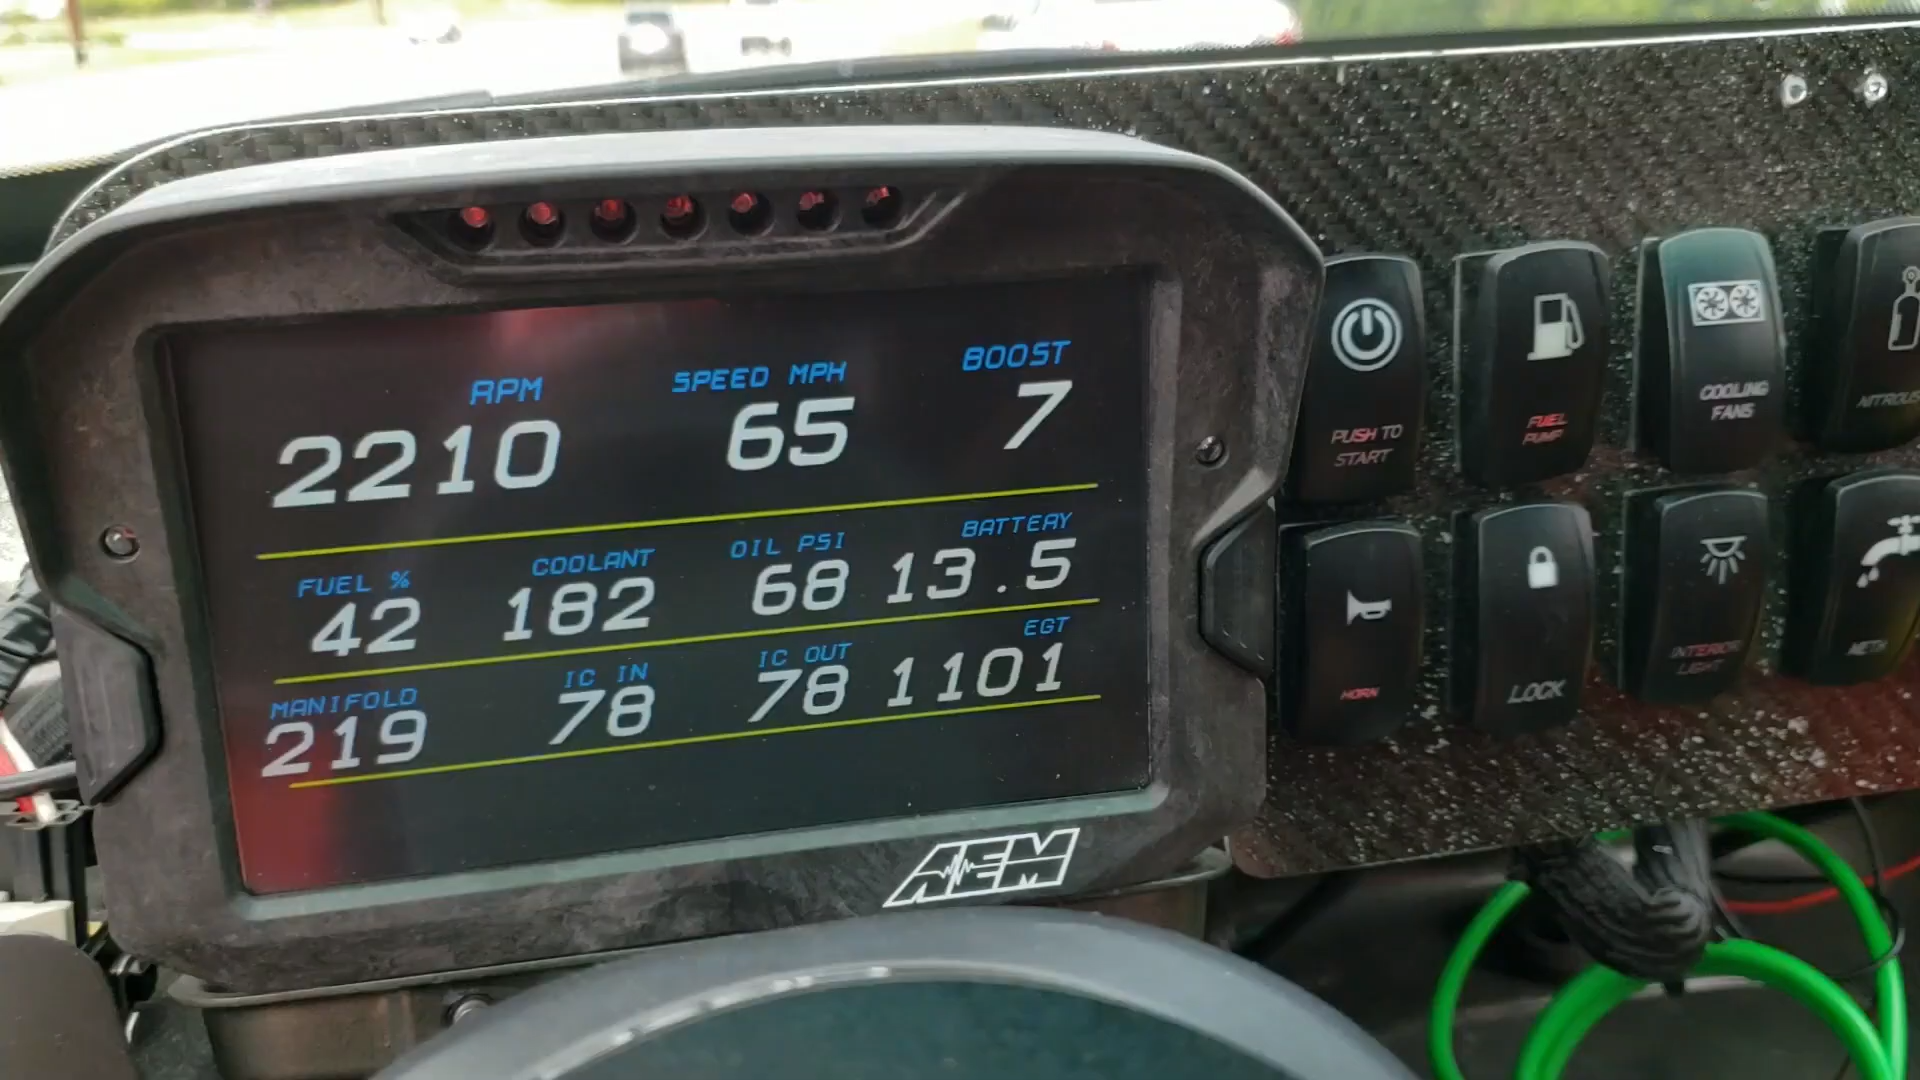 RPM SPEED MPH BOOST
2210 65 7
FUEL % COOLANT OIL PSI BATTERY
42 182 68 13.5
MANIFOLD IC IN IC OUT EGT
219 78 78 1101
AEM
PUSH TO
START
FUEL
PUMP
COOLING
FANS
NITROUS
HORN
LOCK
INTERIOR
LIGHT
METH